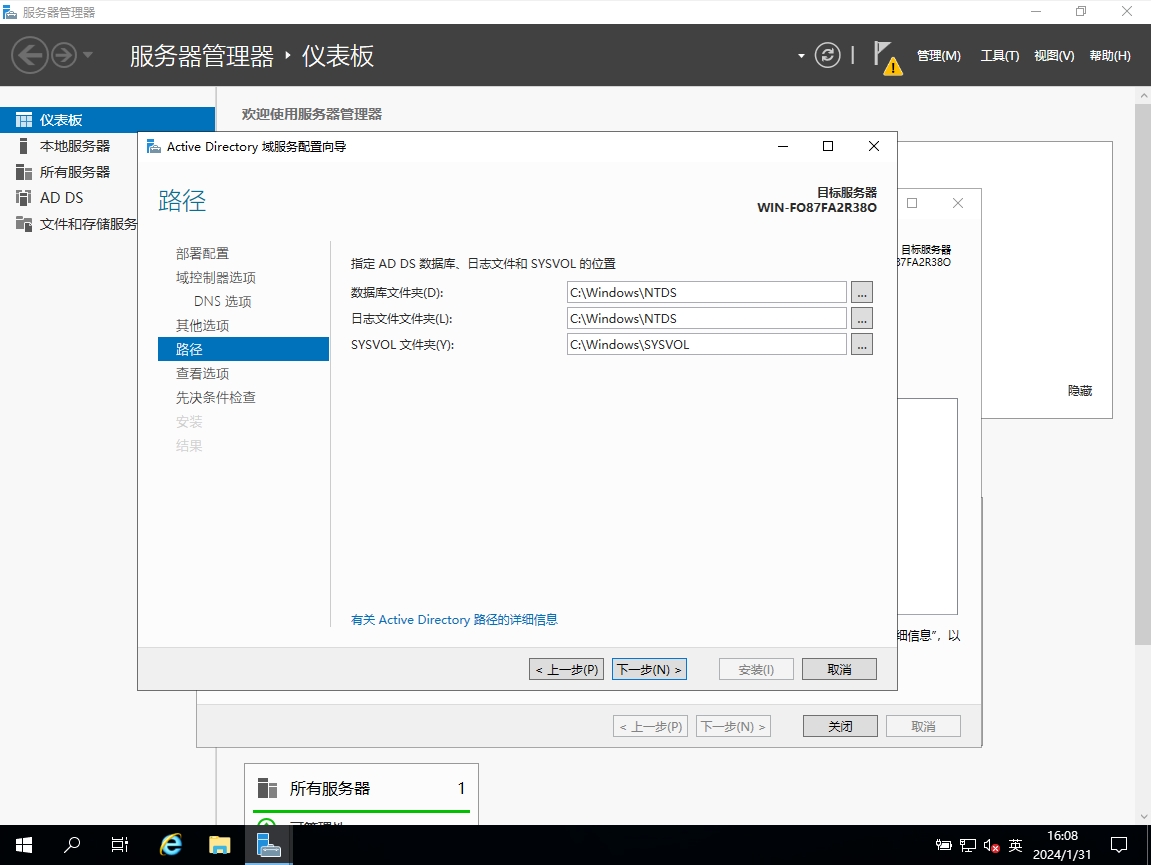 服务器管理器
服务器管理器 · 仪表板
管理(M) 工具(T) 视图(V) 帮助(H)
仪表板
本地服务器
所有服务器
AD DS
文件和存储服务
欢迎使用服务器管理器
Active Directory 域服务配置向导
路径
目标服务器
WIN-FO87FA2R38O
部署配置
域控制器选项
DNS 选项
其他选项
路径
查看选项
先决条件检查
安装
结果
指定 AD DS 数据库、日志文件和 SYSVOL 的位置
数据库文件夹(D): C:\Windows\NTDS ...
日志文件文件夹(L): C:\Windows\NTDS ...
SYSVOL 文件夹(Y): C:\Windows\SYSVOL ...
有关 Active Directory 路径的详细信息
< 上一步(P) 下一步(N) > 安装(I) 取消
目标服务器
87FA2R38O
隐藏
细信息”，以
< 上一步(P) 下一步(N) > 关闭 取消
所有服务器 1
可管理性
英
16:08
2024/1/31